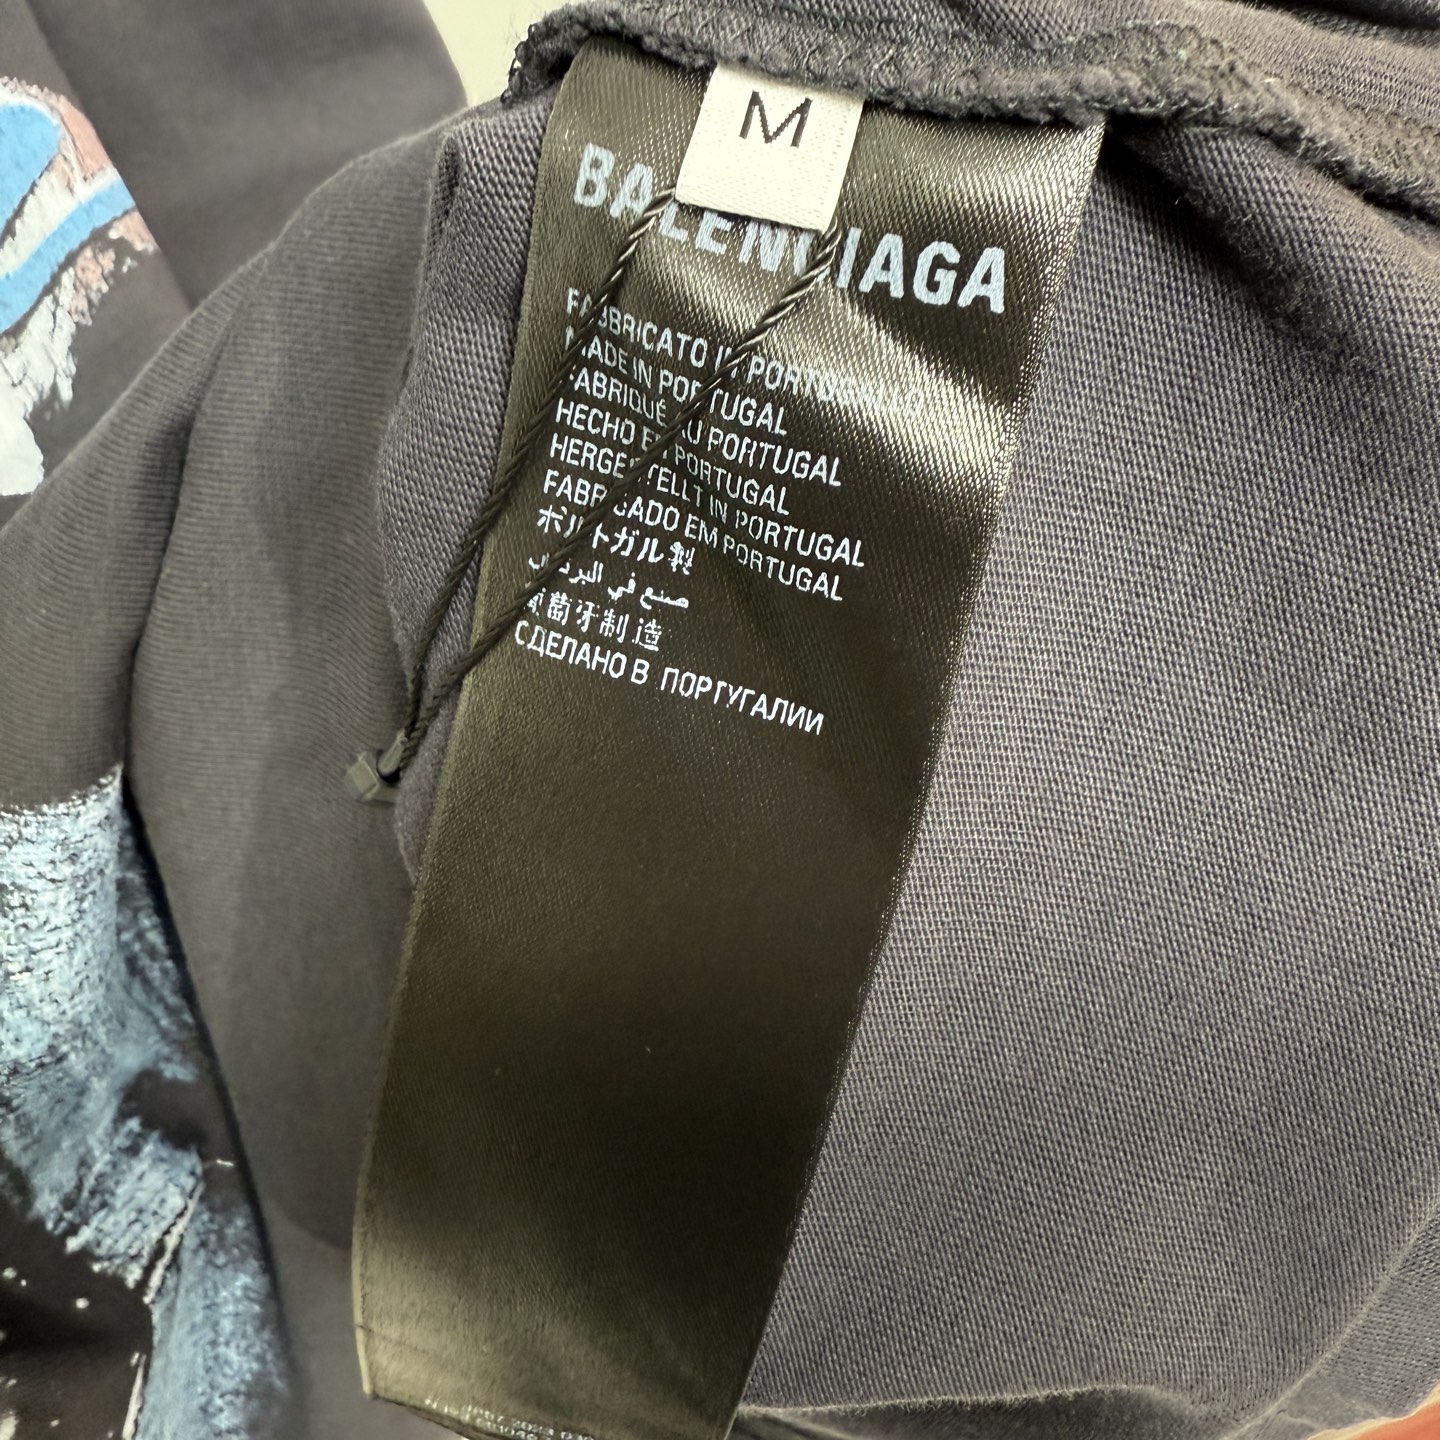 M
BALENCIAGA
FABBRICATO IN PORTOGALLO
MADE IN PORTUGAL
FABRIQUÉ AU PORTUGAL
HECHO EN PORTUGAL
HERGESTELLT IN PORTUGAL
FABRICADO EM PORTUGAL
ポルトガル製
صنع في البرتغال
葡萄牙制造
СДЕЛАНО В ПОРТУГАЛИИ